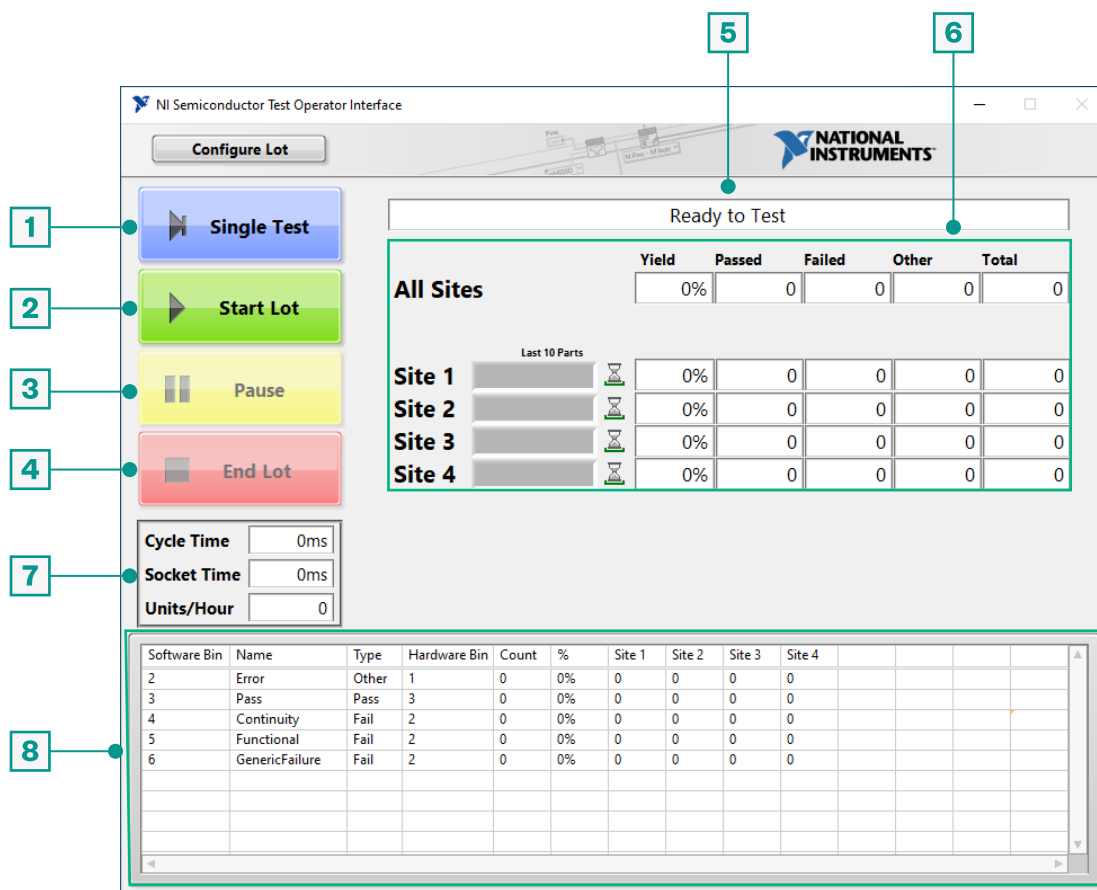 5 6
NI Semiconductor Test Operator Interface
Configure Lot
NATIONAL
INSTRUMENTS™
1
Single Test
Ready to Test
Yield Passed Failed Other Total
All Sites 0% 0 0 0 0
2
Start Lot
Last 10 Parts
3
Pause
Site 1 0% 0 0 0 0
Site 2 0% 0 0 0 0
Site 3 0% 0 0 0 0
4
End Lot
Site 4 0% 0 0 0 0
7
Cycle Time 0ms
Socket Time 0ms
Units/Hour 0
8
Software Bin Name Type Hardware Bin Count % Site 1 Site 2 Site 3 Site 4
2 Error Other 1 0 0% 0 0 0 0
3 Pass Pass 3 0 0% 0 0 0 0
4 Continuity Fail 2 0 0% 0 0 0 0
5 Functional Fail 2 0 0% 0 0 0 0
6 GenericFailure Fail 2 0 0% 0 0 0 0